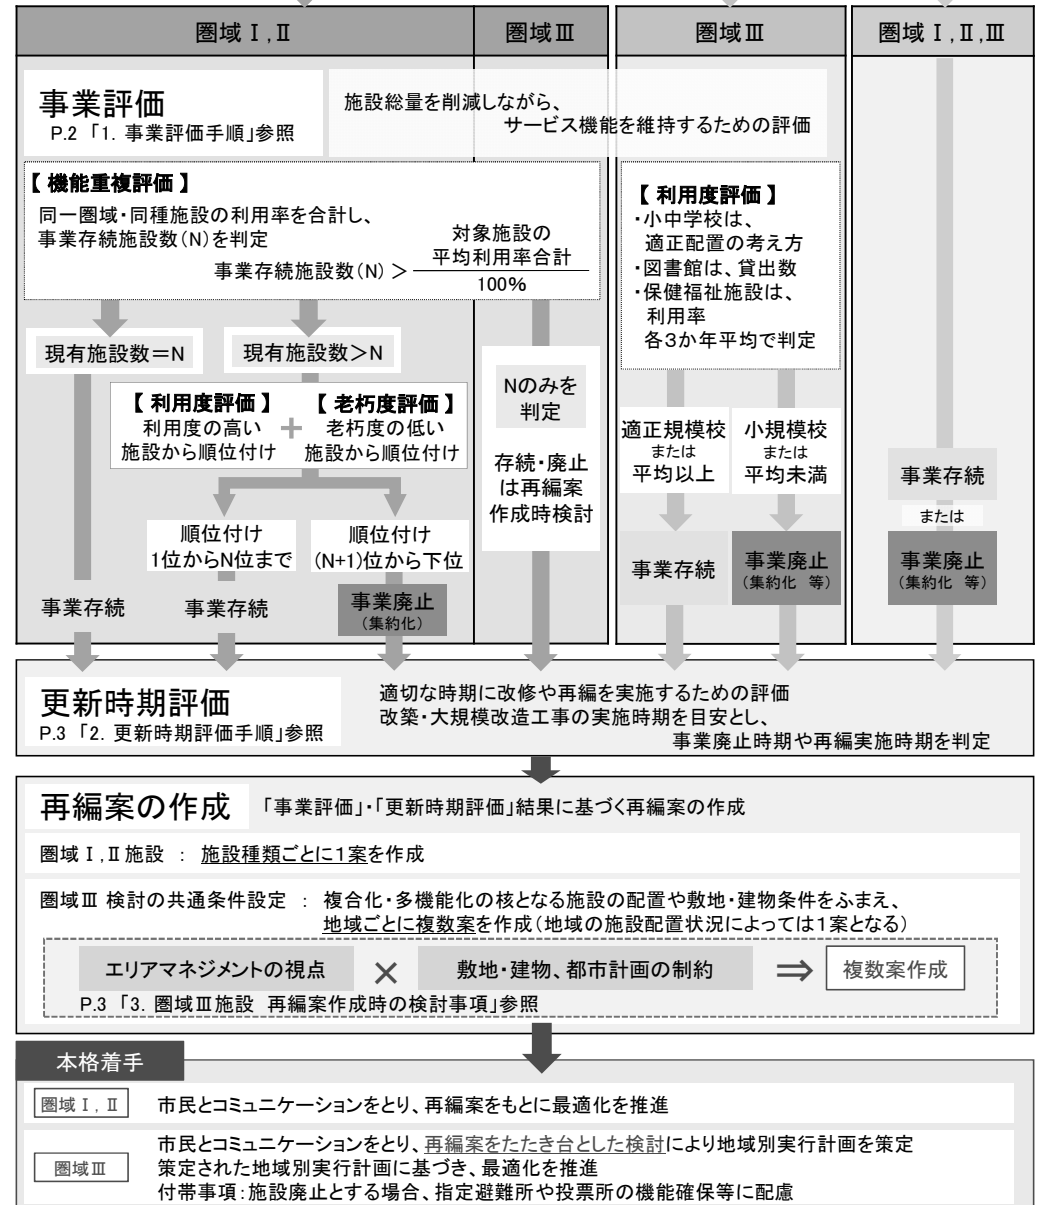 圏域Ⅰ,Ⅱ
圏域Ⅲ
圏域Ⅲ
圏域Ⅰ,Ⅱ,Ⅲ
事業評価
P.2 「1. 事業評価手順」参照
施設総量を削減しながら、
サービス機能を維持するための評価
【 機能重複評価 】
同一圏域・同種施設の利用率を合計し、
事業存続施設数(N)を判定
事業存続施設数(N) >
対象施設の
平均利用率合計
100%
【 利用度評価 】
・小中学校は、
適正配置の考え方
・図書館は、貸出数
・保健福祉施設は、
利用率
各3か年平均で判定
現有施設数=N
現有施設数>N
【 利用度評価 】
利用度の高い
施設から順位付け
+
【 老朽度評価 】
老朽度の低い
施設から順位付け
順位付け
1位からN位まで
順位付け
(N+1)位から下位
事業存続
事業存続
事業廃止
(集約化)
Nのみを
判定
存続・廃止
は再編案
作成時検討
適正規模校
または
平均以上
小規模校
または
平均未満
事業存続
事業廃止
(集約化 等)
事業存続
または
事業廃止
(集約化 等)
更新時期評価
P.3 「2. 更新時期評価手順」参照
適切な時期に改修や再編を実施するための評価
改築・大規模改造工事の実施時期を目安とし、
事業廃止時期や再編実施時期を判定
再編案の作成
「事業評価」・「更新時期評価」結果に基づく再編案の作成
圏域Ⅰ,Ⅱ施設 : 施設種類ごとに1案を作成
圏域Ⅲ 検討の共通条件設定 : 複合化・多機能化の核となる施設の配置や敷地・建物条件をふまえ、
地域ごとに複数案を作成(地域の施設配置状況によっては1案となる)
エリアマネジメントの視点 × 敷地・建物、都市計画の制約 ⇒ 複数案作成
P.3 「3. 圏域Ⅲ施設 再編案作成時の検討事項」参照
本格着手
圏域Ⅰ, Ⅱ
市民とコミュニケーションをとり、再編案をもとに最適化を推進
圏域Ⅲ
市民とコミュニケーションをとり、再編案をたたき台とした検討により地域別実行計画を策定
策定された地域別実行計画に基づき、最適化を推進
付帯事項:施設廃止とする場合、指定避難所や投票所の機能確保等に配慮